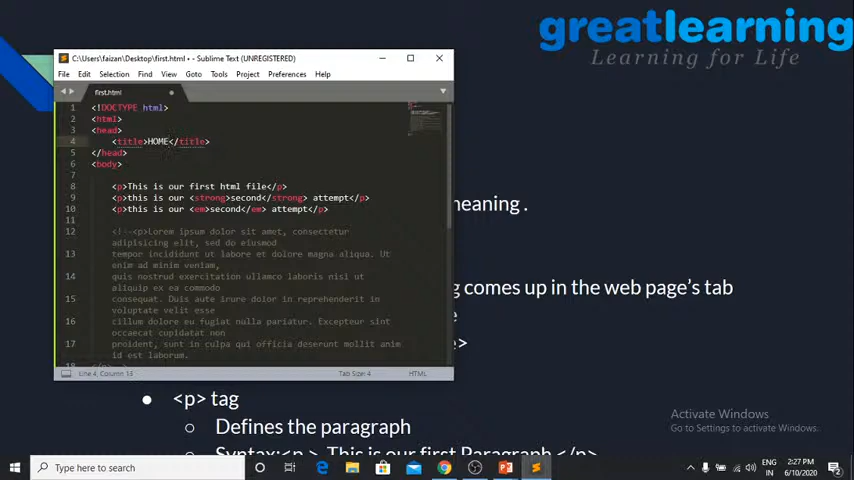 greatlearning
Learning for Life
C:\Users\faizan\Desktop\first.html • - Sublime Text (UNREGISTERED)
File Edit Selection Find View Goto Tools Project Preferences Help
first.html
1 <!DOCTYPE html>
2 <html>
3 <head>
4 <title>HOME</title>
5 </head>
6 <body>
7
8 <p>This is our first html file</p>
9 <p>this is our <strong>second</strong> attempt</p>
10 <p>this is our <em>second</em> attempt</p>
11
12 <!--<p>Lorem ipsum dolor sit amet, consectetur
adipisicing elit, sed do eiusmod
13 tempor incididunt ut labore et dolore magna aliqua. Ut
enim ad minim veniam,
14 quis nostrud exercitation ullamco laboris nisi ut
aliquip ex ea commodo
15 consequat. Duis aute irure dolor in reprehenderit in
voluptate velit esse
16 cillum dolore eu fugiat nulla pariatur. Excepteur sint
occaecat cupidatat non
17 proident, sunt in culpa qui officia deserunt mollit anim
id est laborum.
18
Line 4, Column 13 Tab Size: 4 HTML
meaning .
g comes up in the web page's tab
e
e>
● <p> tag
○ Defines the paragraph
○ Syntax:<p > This is our first Paragraph </p>
Activate Windows
Go to Settings to activate Windows.
Type here to search
ENG
IN
2:27 PM
6/10/2020
2